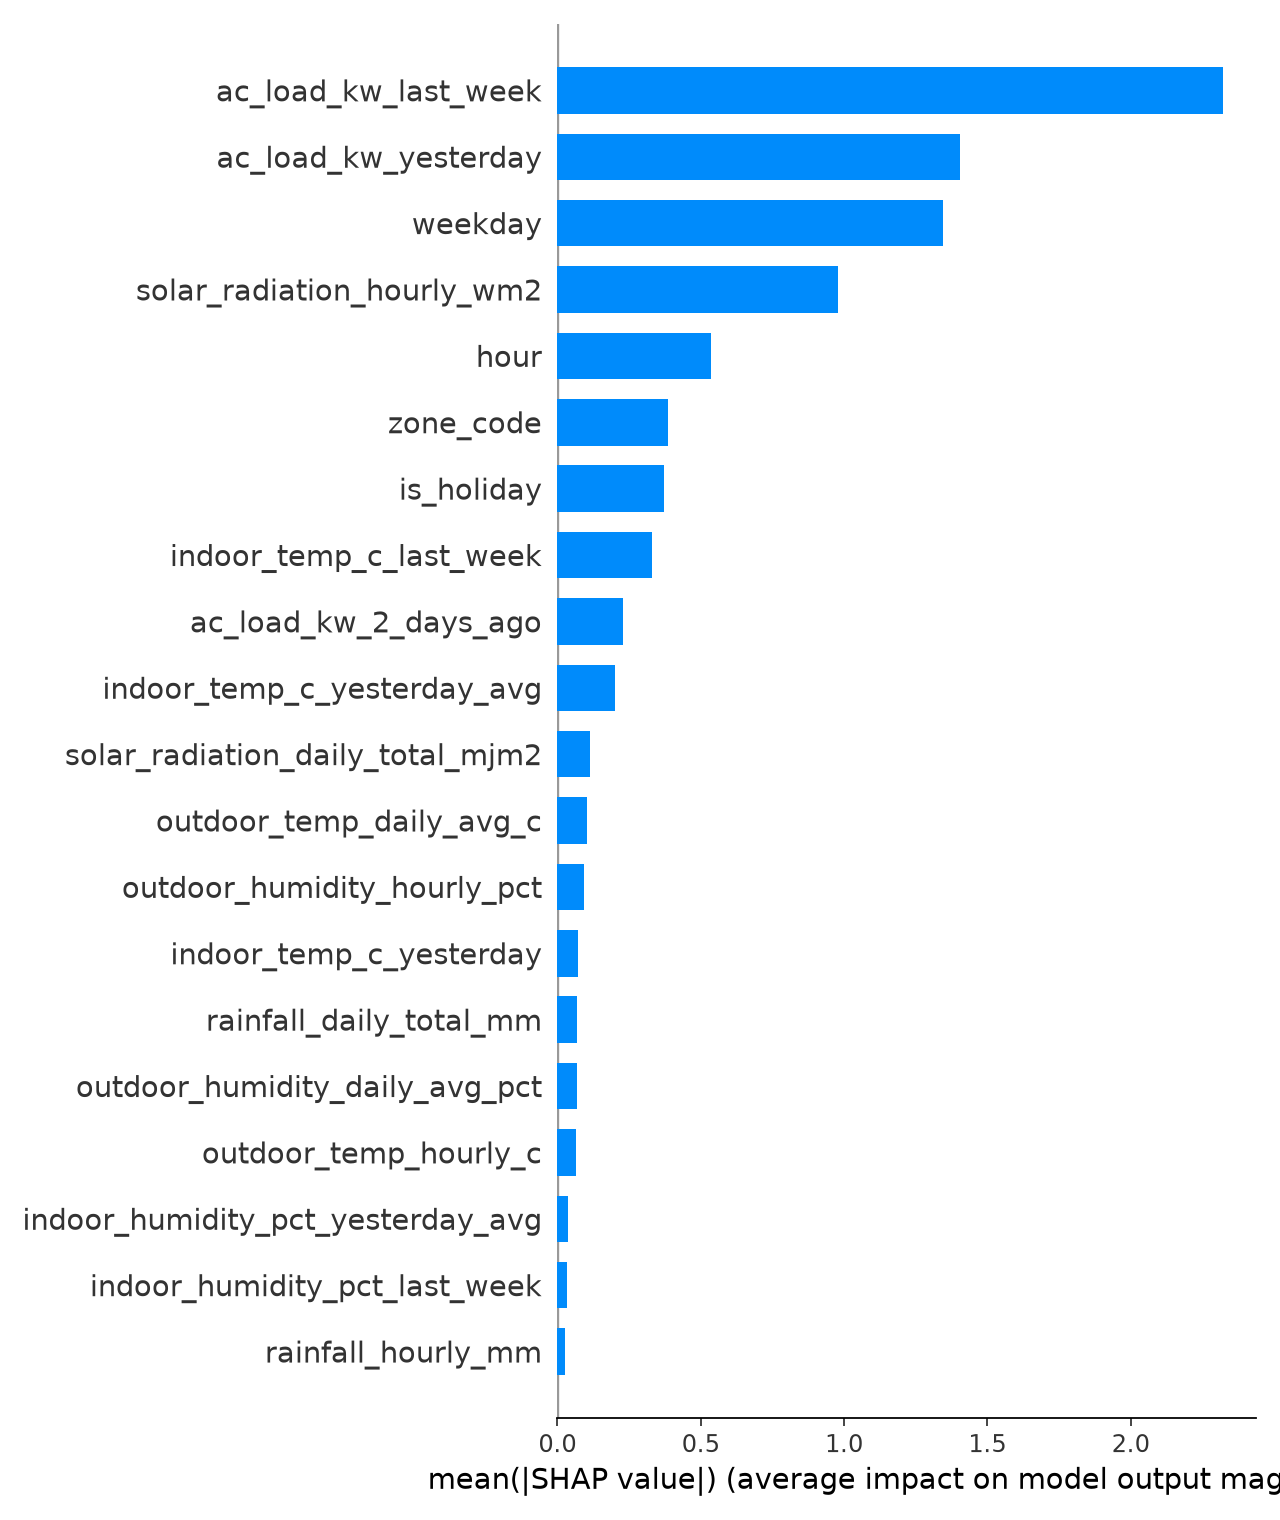 ac_load_kw_last_week
ac_load_kw_yesterday
weekday
solar_radiation_hourly_wm2
hour
zone_code
is_holiday
indoor_temp_c_last_week
ac_load_kw_2_days_ago
indoor_temp_c_yesterday_avg
solar_radiation_daily_total_mjm2
outdoor_temp_daily_avg_c
outdoor_humidity_hourly_pct
indoor_temp_c_yesterday
rainfall_daily_total_mm
outdoor_humidity_daily_avg_pct
outdoor_temp_hourly_c
indoor_humidity_pct_yesterday_avg
indoor_humidity_pct_last_week
rainfall_hourly_mm
0.0 0.5 1.0 1.5 2.0
mean(|SHAP value|) (average impact on model output mag